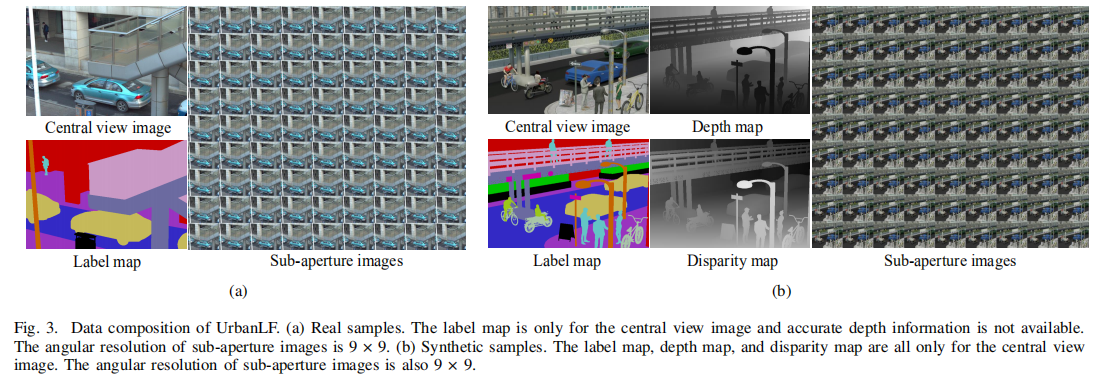 Central view image
Label map
Sub-aperture images
(a)
Central view image
Depth map
Label map
Disparity map
Sub-aperture images
(b)
Fig. 3. Data composition of UrbanLF. (a) Real samples. The label map is only for the central view image and accurate depth information is not available.
The angular resolution of sub-aperture images is 9 × 9. (b) Synthetic samples. The label map, depth map, and disparity map are all only for the central view
image. The angular resolution of sub-aperture images is also 9 × 9.